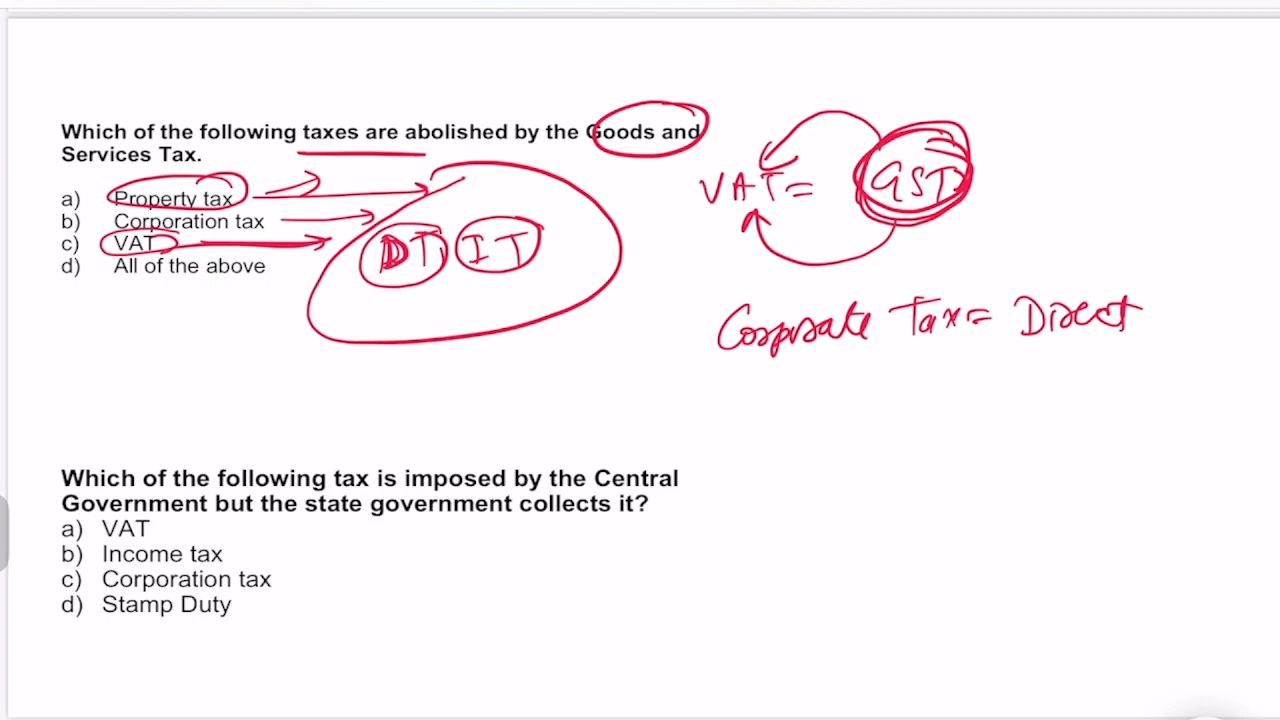 Which of the following taxes are abolished by the Goods and
Services Tax.
a) Property tax
b) Corporation tax
c) VAT
d) All of the above
DT IT
VAT = GST
Corporate Tax = Direct
Which of the following tax is imposed by the Central
Government but the state government collects it?
a) VAT
b) Income tax
c) Corporation tax
d) Stamp Duty